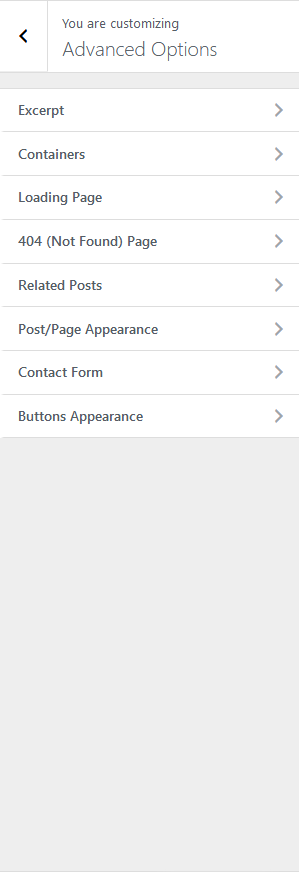 You are customizing
Advanced Options
Excerpt
Containers
Loading Page
404 (Not Found) Page
Related Posts
Post/Page Appearance
Contact Form
Buttons Appearance